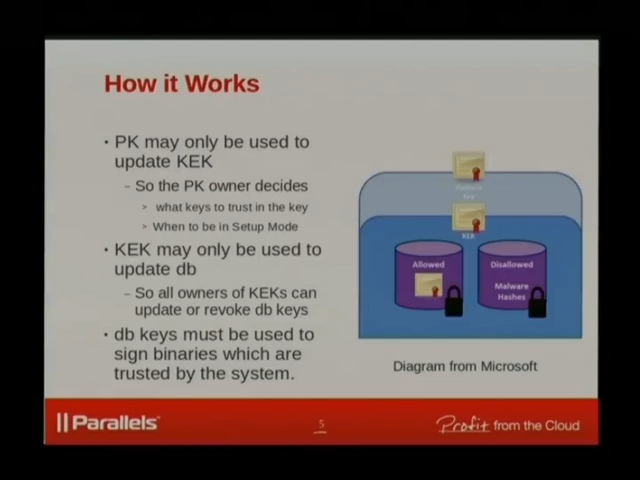 How it Works
· PK may only be used to
update KEK
– So the PK owner decides
> what keys to trust in the key
> When to be in Setup Mode
· KEK may only be used to
update db
– So all owners of KEKs can
update or revoke db keys
· db keys must be used to
sign binaries which are
trusted by the system.
Platform
Key
KEK
Allowed
Disallowed
Malware
Hashes
Diagram from Microsoft
Parallels
5
Profit from the Cloud